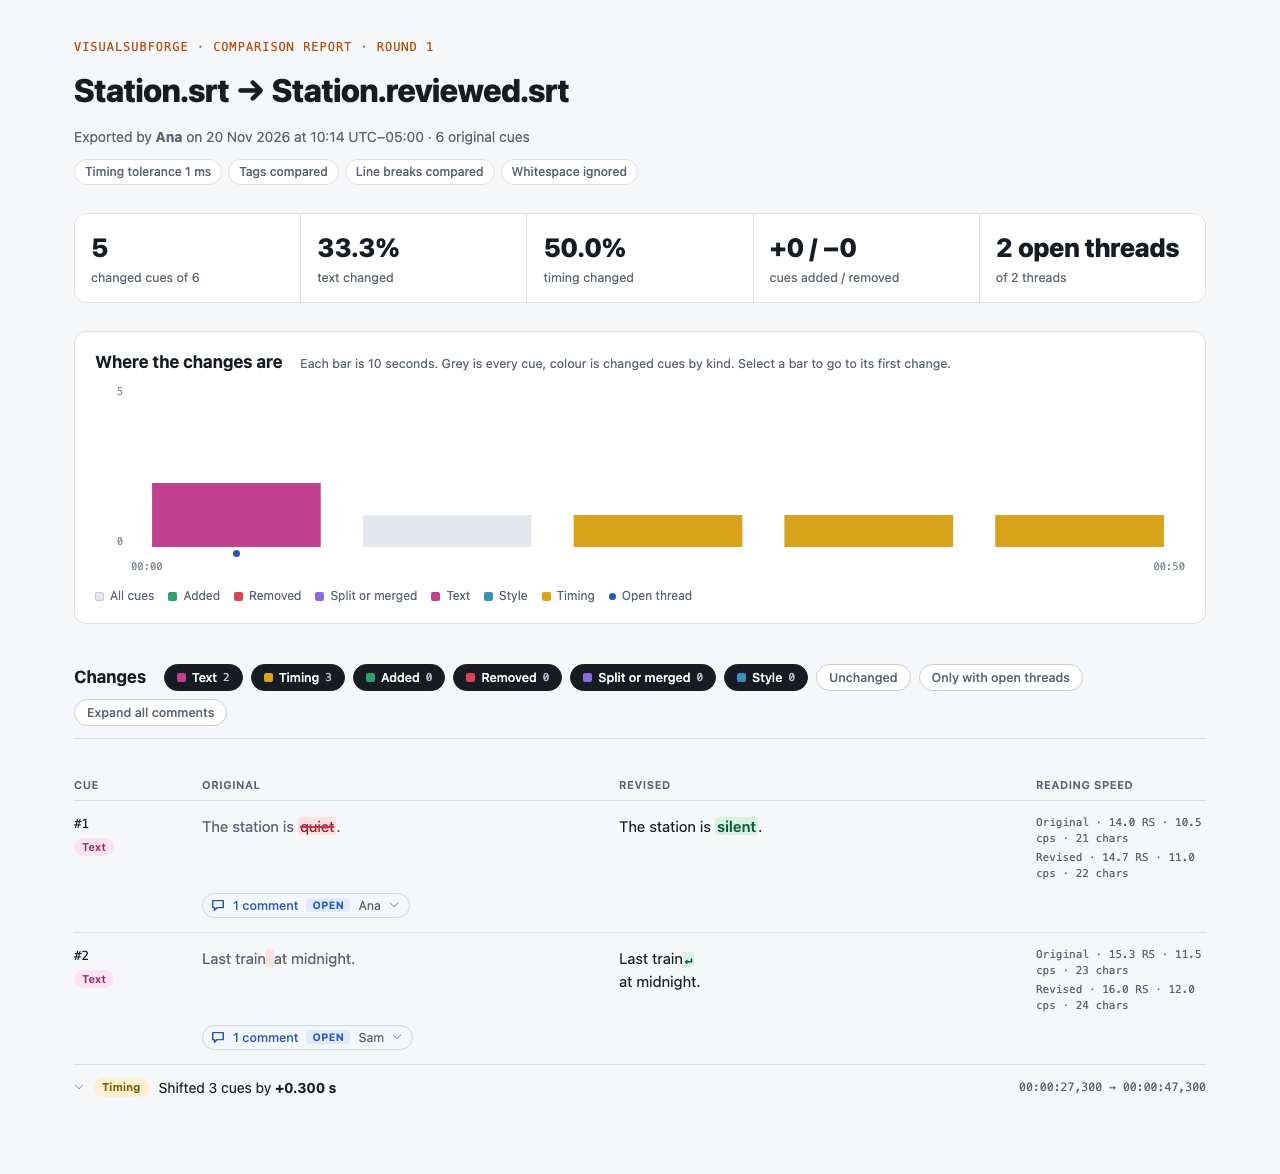 VISUALSUBFORGE · COMPARISON REPORT · ROUND 1
Station.srt → Station.reviewed.srt
Exported by Ana on 20 Nov 2026 at 10:14 UTC−05:00 · 6 original cues
Timing tolerance 1 ms Tags compared Line breaks compared Whitespace ignored
5 33.3% 50.0% +0 / −0 2 open threads
changed cues of 6 text changed timing changed cues added / removed of 2 threads
Where the changes are Each bar is 10 seconds. Grey is every cue, colour is changed cues by kind. Select a bar to go to its first change.
5
0
00:00 00:50
All cues Added Removed Split or merged Text Style Timing Open thread
Changes Text 2 Timing 3 Added 0 Removed 0 Split or merged 0 Style 0 Unchanged Only with open threads
Expand all comments
CUE ORIGINAL REVISED READING SPEED
#1 The station is quiet. The station is silent. Original · 14.0 RS · 10.5
cps · 21 chars
Text Revised · 14.7 RS · 11.0
cps · 22 chars
1 comment OPEN Ana
#2 Last train at midnight. Last train↵ Original · 15.3 RS · 11.5
cps · 23 chars
Text at midnight. Revised · 16.0 RS · 12.0
cps · 24 chars
1 comment OPEN Sam
Timing Shifted 3 cues by +0.300 s 00:00:27,300 → 00:00:47,300